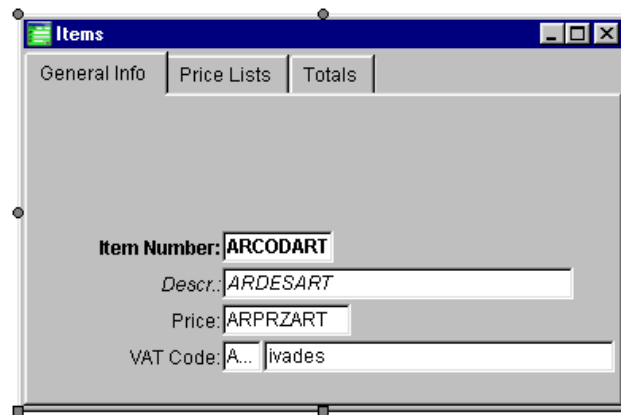 Items
General Info Price Lists Totals
Item Number: ARCODART
Descr.: ARDESART
Price: ARPRZART
VAT Code: A... ivades